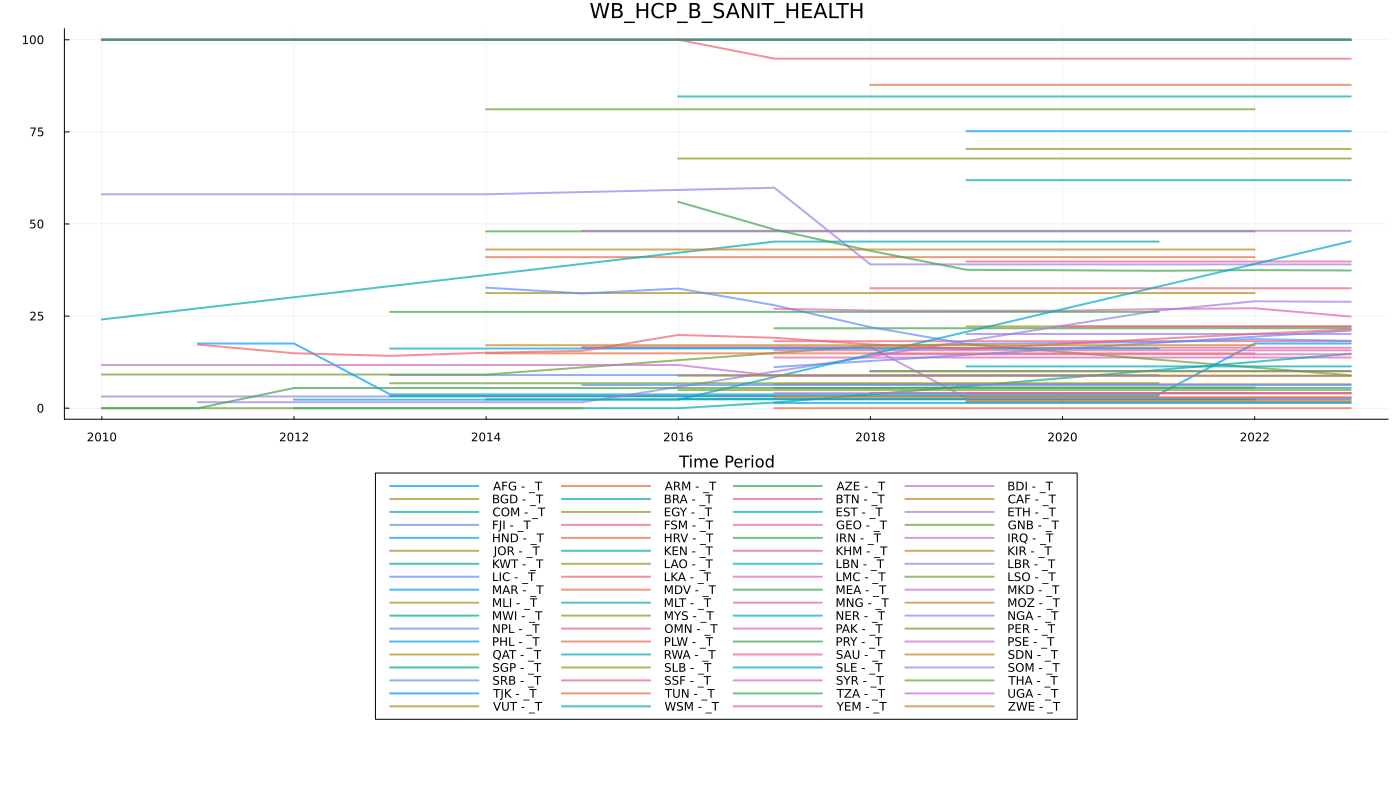 WB_HCP_B_SANIT_HEALTH
100
75
50
25
0
2010 2012 2014 2016 2018 2020 2022
Time Period
AFG - _T ARM - _T AZE - _T BDI - _T
BGD - _T BRA - _T BTN - _T CAF - _T
COM - _T EGY - _T EST - _T ETH - _T
FJI - _T FSM - _T GEO - _T GNB - _T
HND - _T HRV - _T IRN - _T IRQ - _T
JOR - _T KEN - _T KHM - _T KIR - _T
KWT - _T LAO - _T LBN - _T LBR - _T
LIC - _T LKA - _T LMC - _T LSO - _T
MAR - _T MDV - _T MEA - _T MKD - _T
MLI - _T MLT - _T MNG - _T MOZ - _T
MWI - _T MYS - _T NER - _T NGA - _T
NPL - _T OMN - _T PAK - _T PER - _T
PHL - _T PLW - _T PRY - _T PSE - _T
QAT - _T RWA - _T SAU - _T SDN - _T
SGP - _T SLB - _T SLE - _T SOM - _T
SRB - _T SSF - _T SYR - _T THA - _T
TJK - _T TUN - _T TZA - _T UGA - _T
VUT - _T WSM - _T YEM - _T ZWE - _T